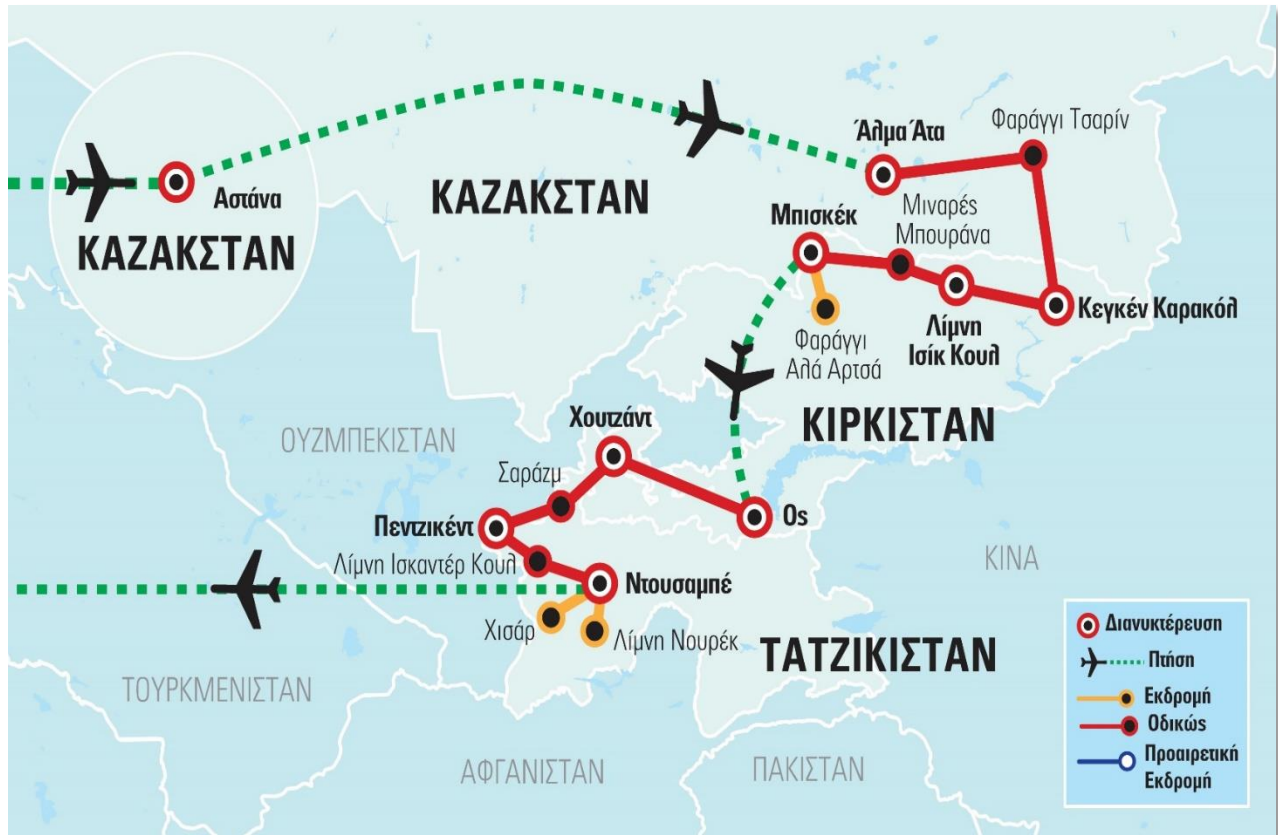 Άλμα Άτα
Φαράγγι Τσαρίν
Αστάνα
ΚΑΖΑΚΣΤΑΝ
ΚΑΖΑΚΣΤΑΝ
Μπισκέκ
Μιναρές
Μπουράνα
Λίμνη
Ισίκ Κουλ
Κεγκέν Καρακόλ
Φαράγγι
Αλά Αρτσά
ΚΙΡΚΙΣΤΑΝ
ΟΥΖΜΠΕΚΙΣΤΑΝ
Χουτζάντ
Σαράζμ
Πεντζικέντ
Ος
Λίμνη Ισκαντέρ Κουλ
Ντουσαμπέ
ΚΙΝΑ
Χισάρ
Λίμνη Νουρέκ
ΤΑΤΖΙΚΙΣΤΑΝ
ΤΟΥΡΚΜΕΝΙΣΤΑΝ
ΑΦΓΑΝΙΣΤΑΝ
ΠΑΚΙΣΤΑΝ
Διανυκτέρευση
Πτήση
Εκδρομή
Οδικώς
Προαιρετική
Εκδρομή